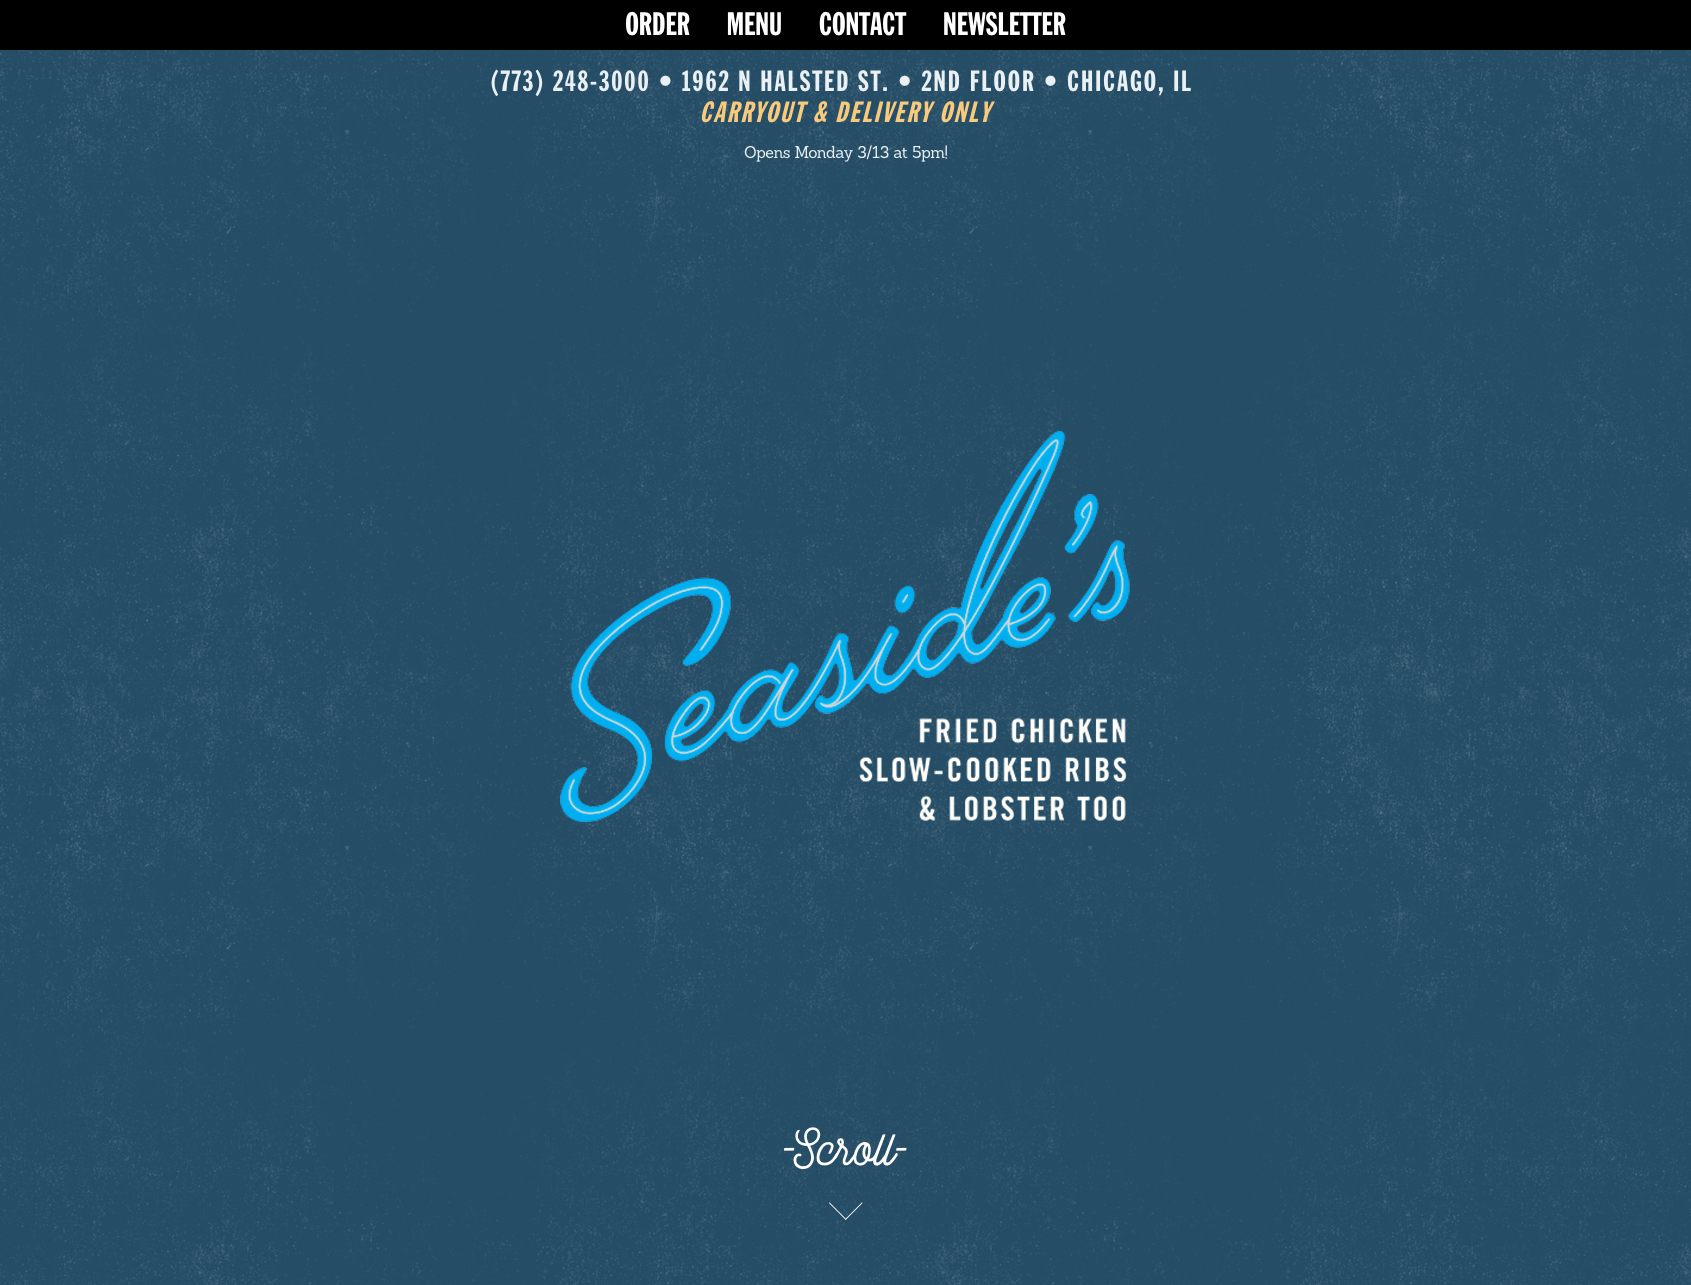 ORDER MENU CONTACT NEWSLETTER
(773) 248-3000 • 1962 N HALSTED ST. • 2ND FLOOR • CHICAGO, IL
CARRYOUT & DELIVERY ONLY
Opens Monday 3/13 at 5pm!
Seaside's
FRIED CHICKEN
SLOW-COOKED RIBS
& LOBSTER TOO
-Scroll-